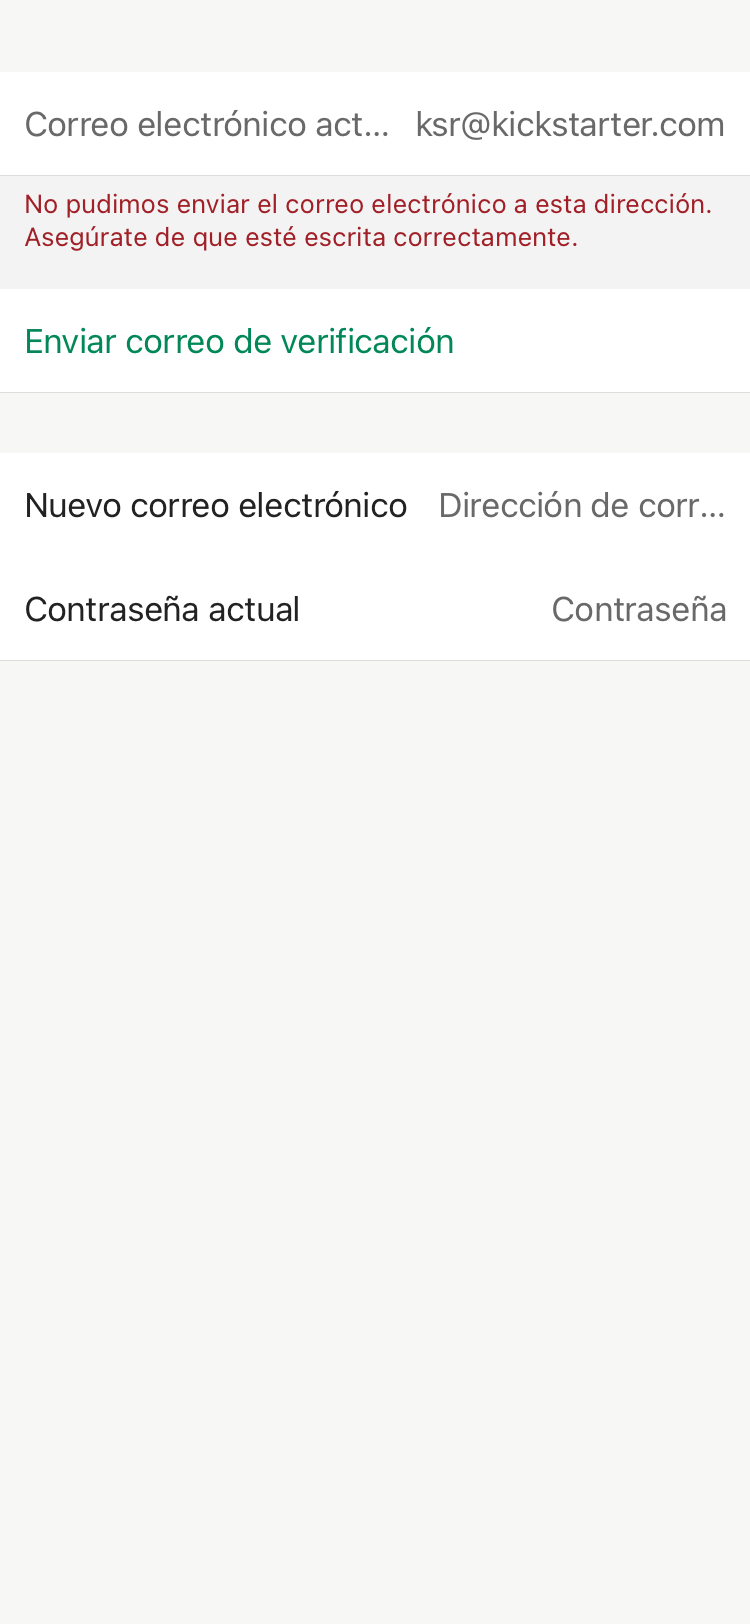 Correo electrónico act... ksr@kickstarter.com
No pudimos enviar el correo electrónico a esta dirección.
Asegúrate de que esté escrita correctamente.
Enviar correo de verificación
Nuevo correo electrónico Dirección de corr...
Contraseña actual Contraseña